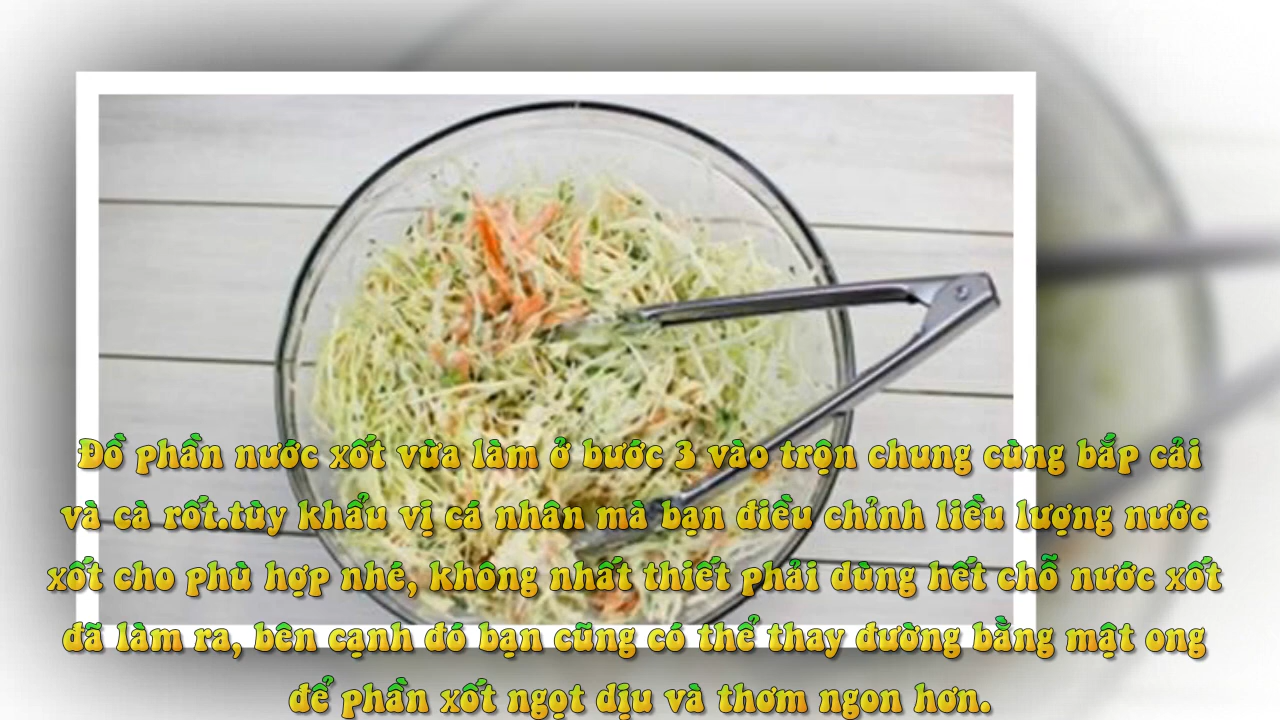 Đồ phần nước xốt vừa làm ở bước 3 vào trộn chung cùng bắp cải
và cà rốt.tùy khẩu vị cá nhân mà bạn điều chỉnh liều lượng nước
xốt cho phù hợp nhé, không nhất thiết phải dùng hết chỗ nước xốt
đã làm ra, bên cạnh đó bạn cũng có thể thay đường bằng mật ong
để phần xốt ngọt dịu và thơm ngon hơn.